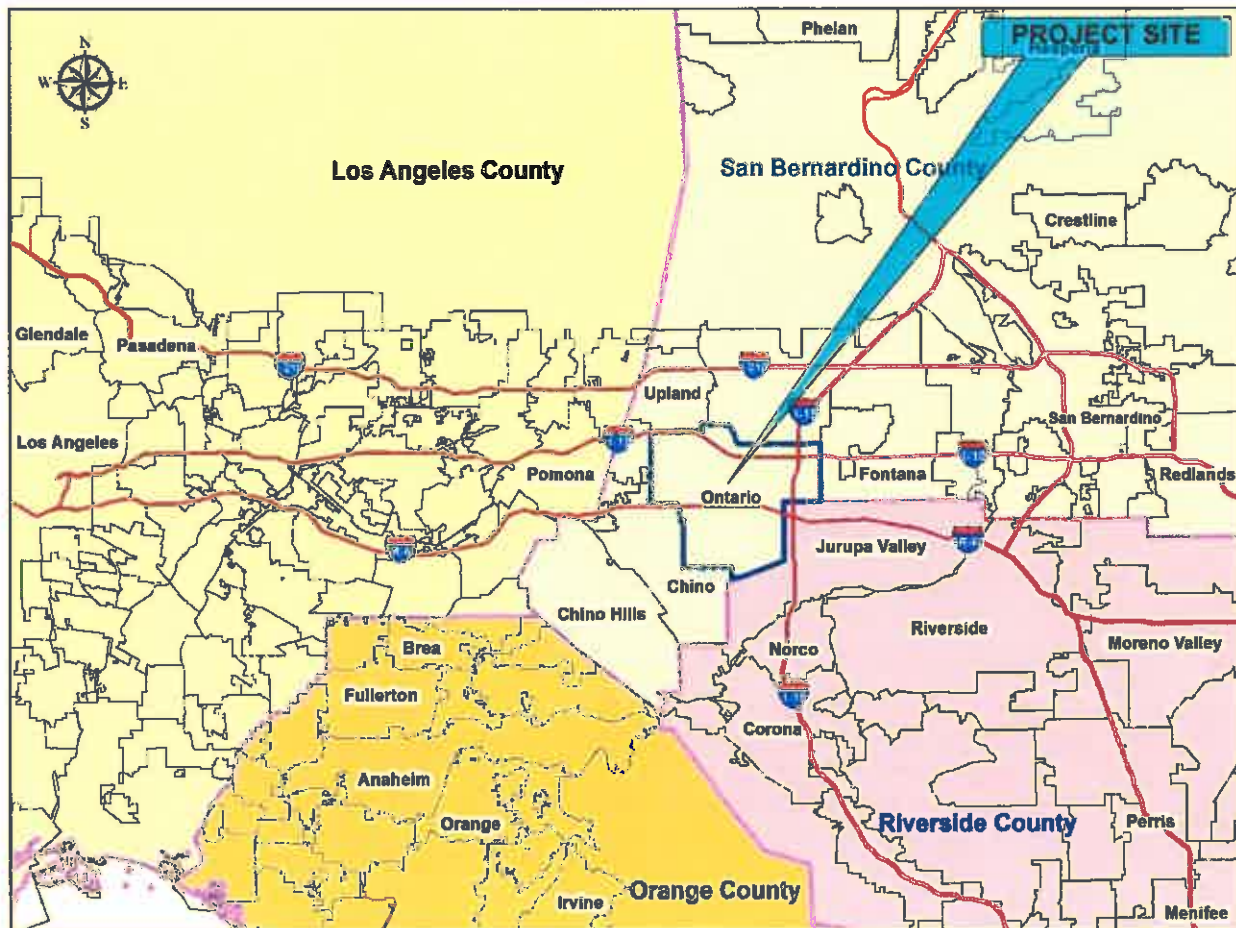 Phelan
PROJECT SITE
Hesperia
N
W
E
S
Los Angeles County
San Bernardino County
Crestline
Glendale
Pasadena
Upland
Los Angeles
San Bernardino
Pomona
Fontana
Redlands
Ontario
Jurupa Valley
Chino
Chino Hills
Riverside
Brea
Norco
Moreno Valley
Fullerton
Corona
Anaheim
Orange
Riverside County
Perris
Orange County
Irvine
Menifee